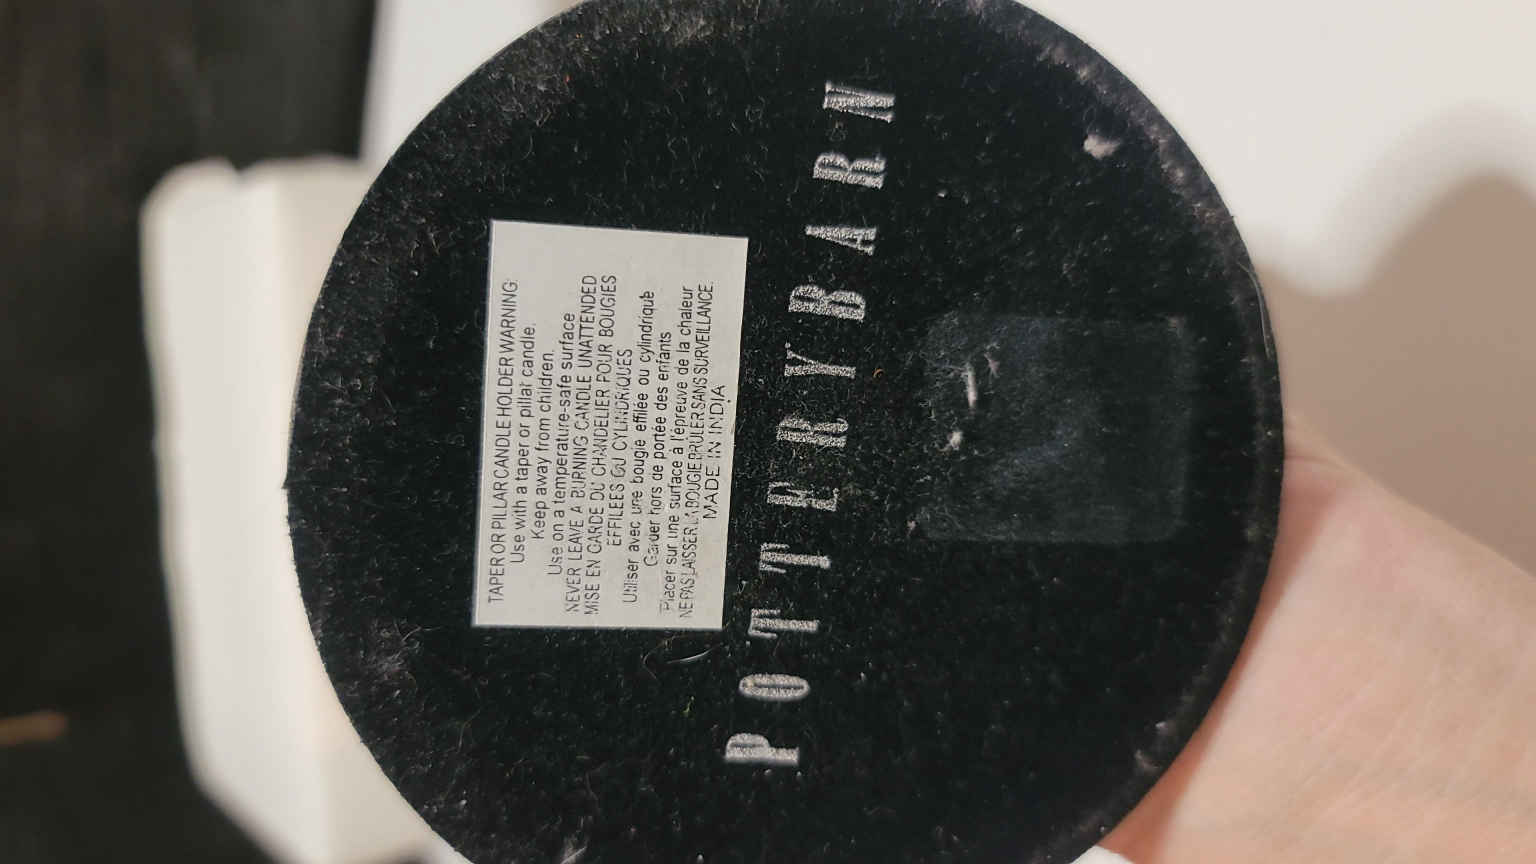 TAPER OR PILLAR CANDLE HOLDER WARNING:
Use with a taper or pillar candle.
Keep away from children.
Use on a temperature-safe surface
NEVER LEAVE A BURNING CANDLE UNATTENDED
MISE EN GARDE DU CHANDELIER POUR BOUGIES
EFFILEES OU CYLINDRIQUES
Utiliser avec une bougie effilée ou cylindrique
Garder hors de portée des enfants
Placer sur une surface à l'épreuve de la chaleur
NE PAS LAISSER LA BOUGIE BRÛLER SANS SURVEILLANCE.
MADE IN INDIA
POTTERY BARN